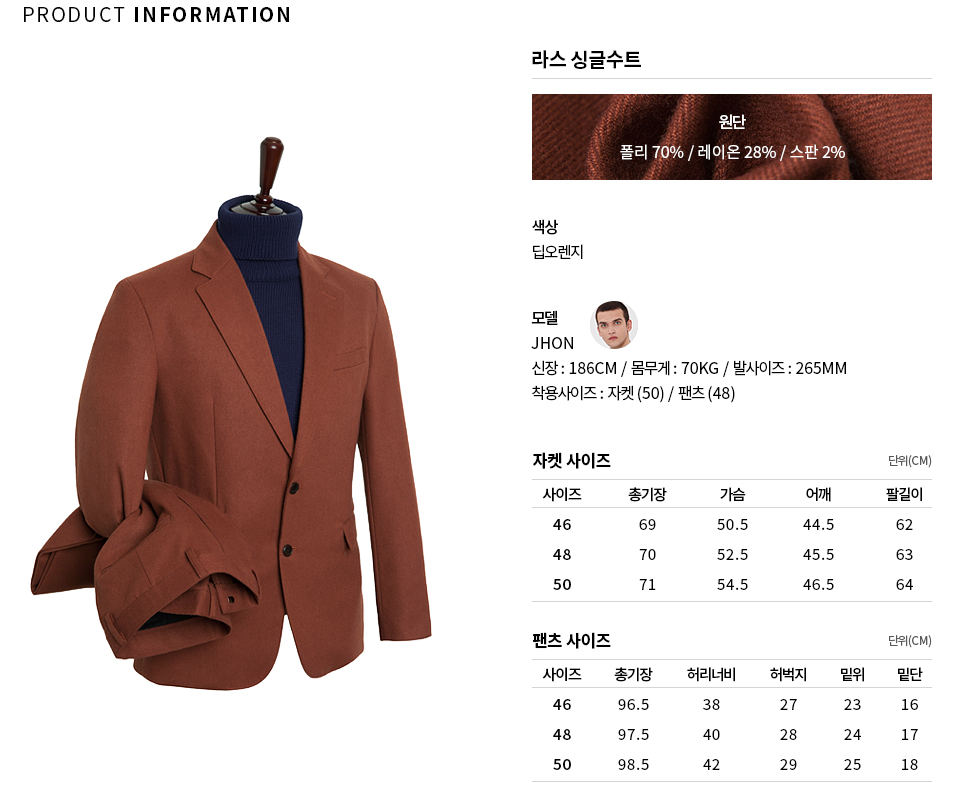 PRODUCT INFORMATION
라스 싱글수트
원단
폴리 70% / 레이온 28% / 스판 2%
색상
딥오렌지
모델
JHON
신장 : 186CM / 몸무게 : 70KG / 발사이즈 : 265MM
착용사이즈 : 자켓 (50) / 팬츠 (48)
자켓 사이즈 단위(CM)
사이즈 총기장 가슴 어깨 팔길이
46 69 50.5 44.5 62
48 70 52.5 45.5 63
50 71 54.5 46.5 64
팬츠 사이즈 단위(CM)
사이즈 총기장 허리너비 허벅지 밑위 밑단
46 96.5 38 27 23 16
48 97.5 40 28 24 17
50 98.5 42 29 25 18